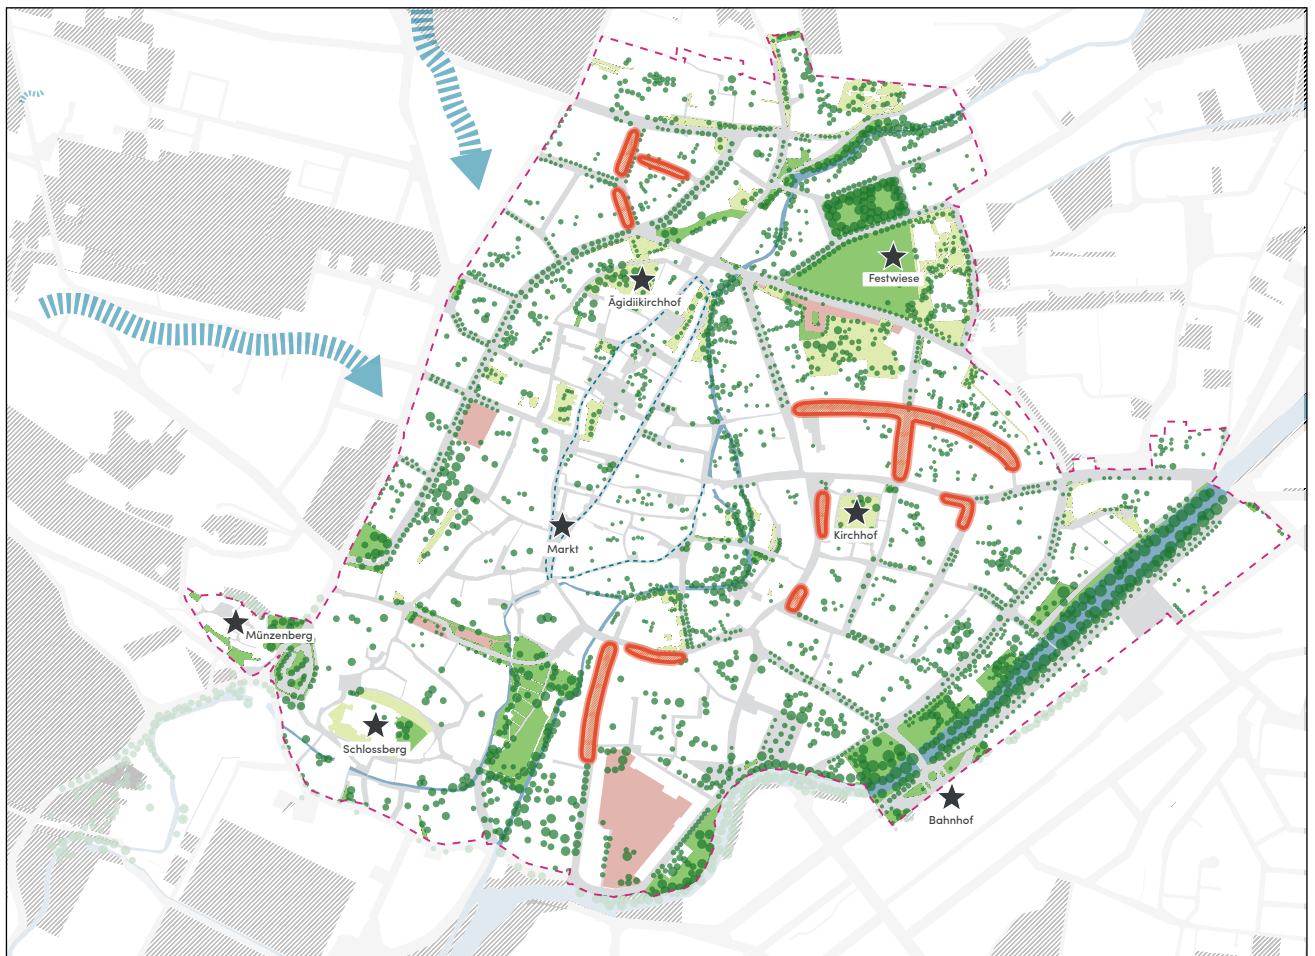 Festwiese
Ägidiikirchhof
Kirchhof
Markt
Münzenberg
Schlossberg
Bahnhof